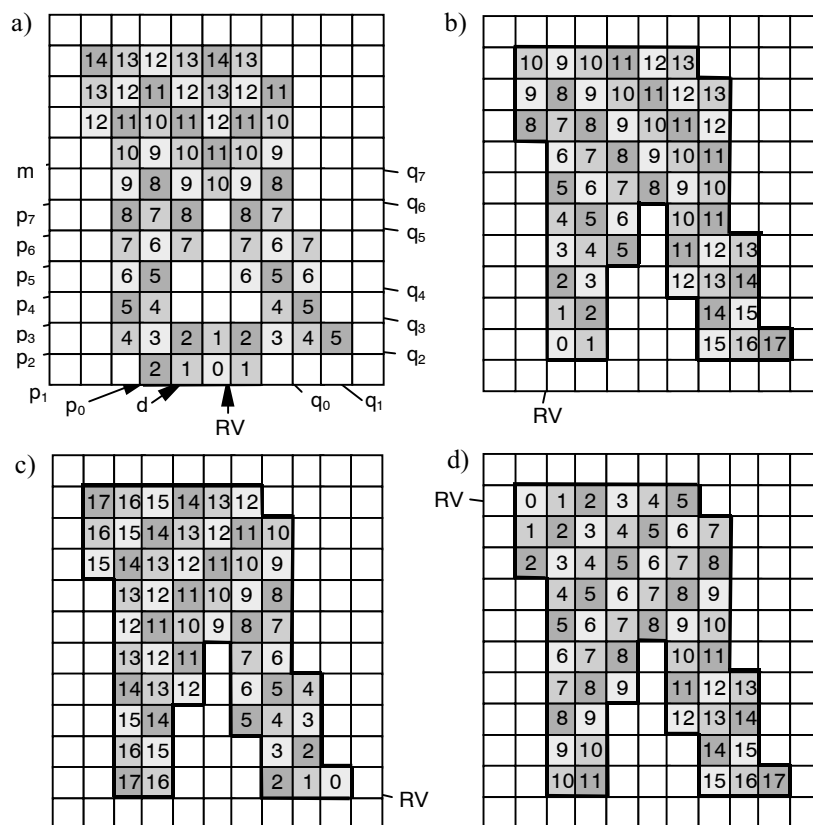 a)
14 13 12 13 14 13
13 12 11 12 13 12 11
12 11 10 11 12 11 10
10 9 10 11 10 9
m 9 8 9 10 9 8 q7
p7 8 7 8 8 7 q6
p6 7 6 7 7 6 7 q5
p5 6 5 6 5 6
p4 5 4 4 5 q4
p3 4 3 2 1 2 3 4 5 q3
p2 2 1 0 1 q2
p1 p0 d RV q0 q1
b)
10 9 10 11 12 13
9 8 9 10 11 12 13
8 7 8 9 10 11 12
6 7 8 9 10 11
5 6 7 8 9 10
4 5 6 10 11
3 4 5 11 12 13
2 3 12 13 14
1 2 14 15
0 1 15 16 17
RV
c)
17 16 15 14 13 12
16 15 14 13 12 11 10
15 14 13 12 11 10 9
13 12 11 10 9 8
12 11 10 9 8 7
13 12 11 7 6
14 13 12 6 5 4
15 14 5 4 3
16 15 3 2
17 16 2 1 0 RV
d)
RV 0 1 2 3 4 5
1 2 3 4 5 6 7
2 3 4 5 6 7 8
4 5 6 7 8 9
5 6 7 8 9 10
6 7 8 10 11
7 8 9 11 12 13
8 9 12 13 14
9 10 14 15
10 11 15 16 17